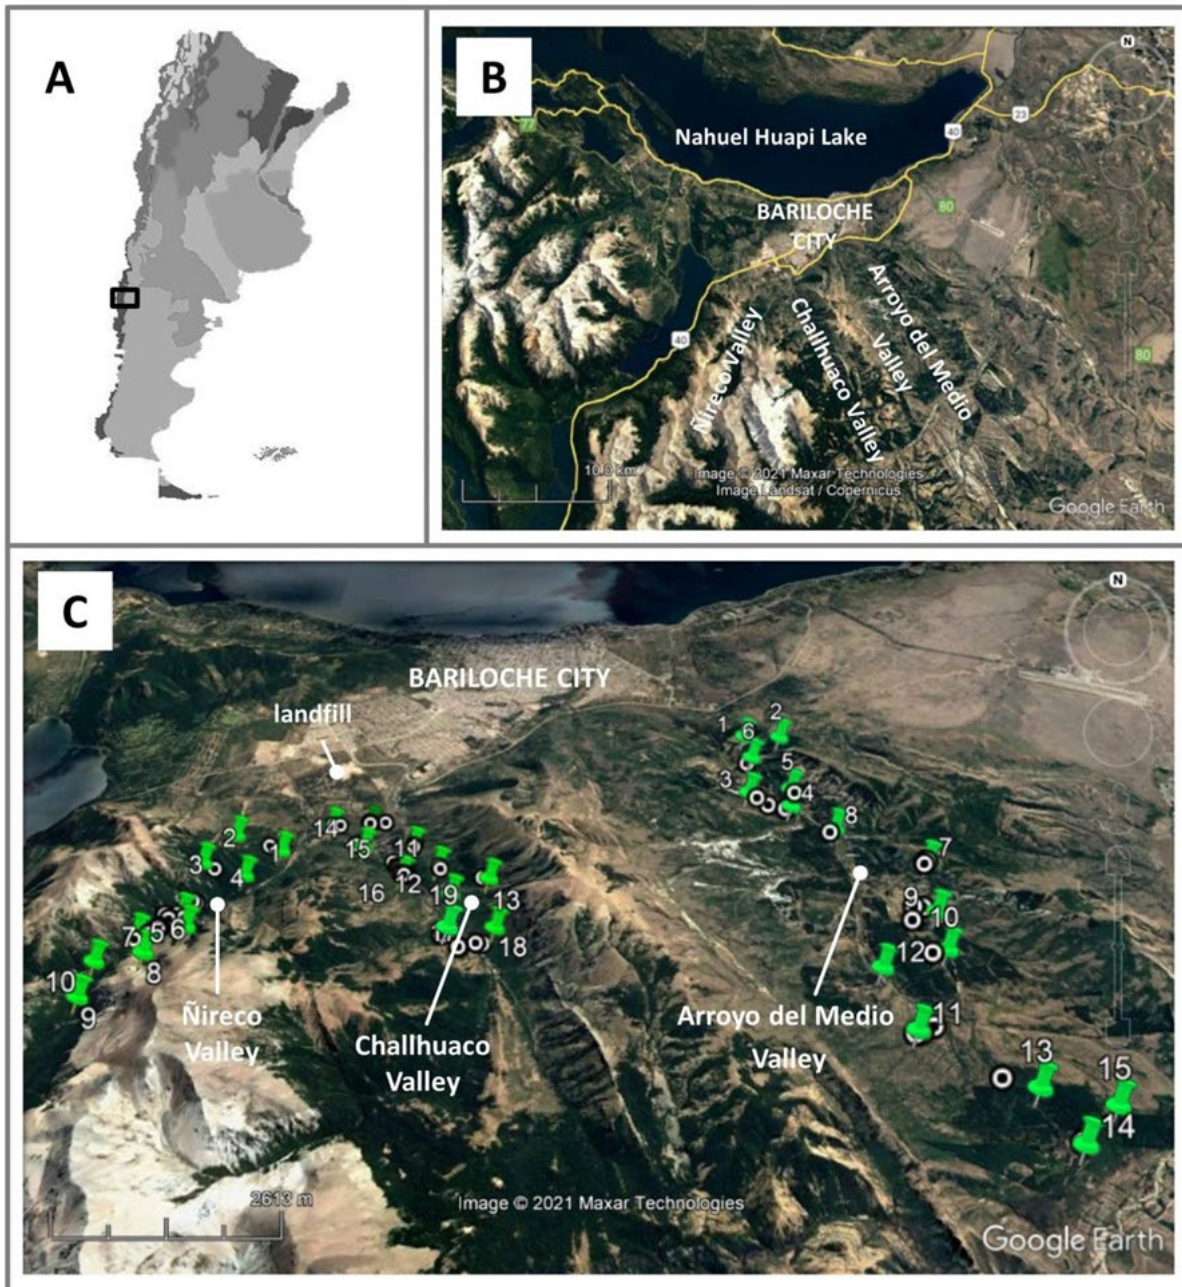 A
B
N
77
40
23
Nahuel Huapi Lake
BARILOCHE
CITY
80
40
Ñireco Valley
Challhuaco Valley
Arroyo del Medio
Valley
80
10.0 km
Image © 2021 Maxar Technologies
Image Landsat / Copernicus
Google Earth
C
N
BARILOCHE CITY
landfill
1
2
6
3
5
4
8
7
9
10
12
11
13
15
14
2
1
3
4
14
15
11
12
16
19
13
18
7
5
6
8
10
9
Ñireco
Valley
Challhuaco
Valley
Arroyo del Medio
Valley
2613 m
Image © 2021 Maxar Technologies
Google Earth